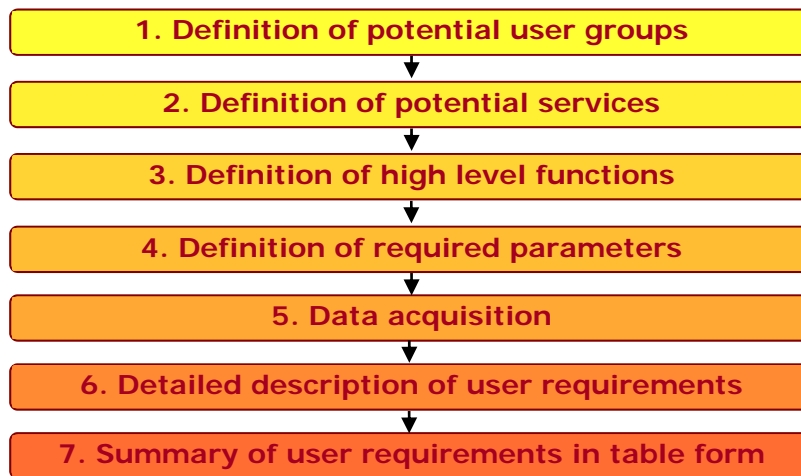 1. Definition of potential user groups
2. Definition of potential services
3. Definition of high level functions
4. Definition of required parameters
5. Data acquisition
6. Detailed description of user requirements
7. Summary of user requirements in table form